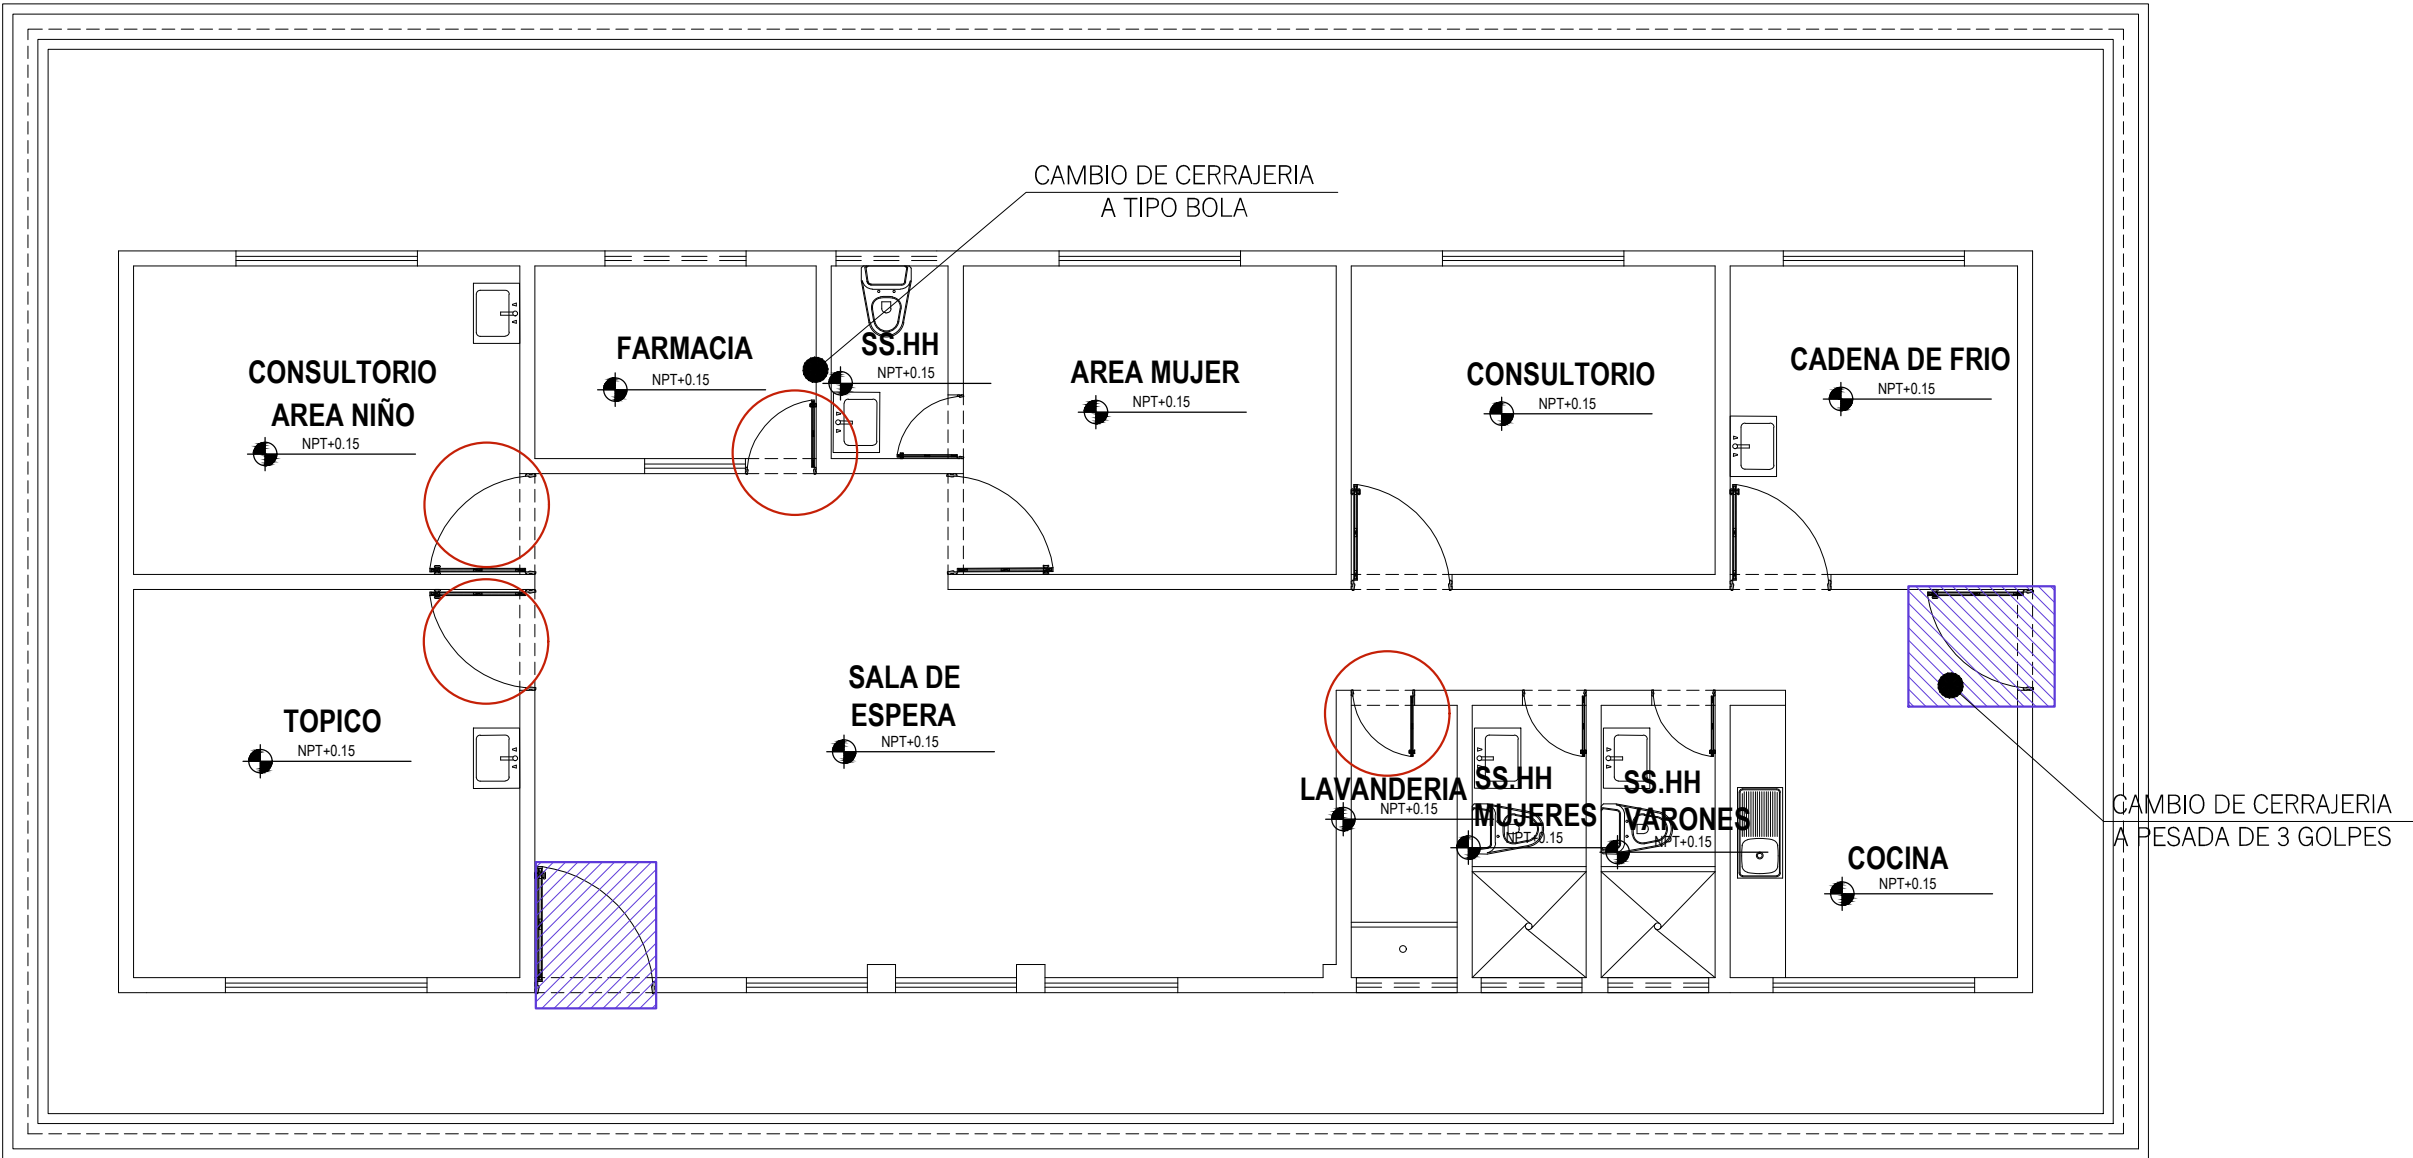 CAMBIO DE CERRAJERIA
A TIPO BOLA
CONSULTORIO
AREA NIÑO
NPT+0.15
FARMACIA
NPT+0.15
SS.HH
NPT+0.15
AREA MUJER
NPT+0.15
CONSULTORIO
NPT+0.15
CADENA DE FRIO
NPT+0.15
TOPICO
NPT+0.15
SALA DE
ESPERA
NPT+0.15
LAVANDERIA
NPT+0.15
SS.HH
MUJERES
NPT+0.15
SS.HH
VARONES
NPT+0.15
COCINA
NPT+0.15
CAMBIO DE CERRAJERIA
A PESADA DE 3 GOLPES